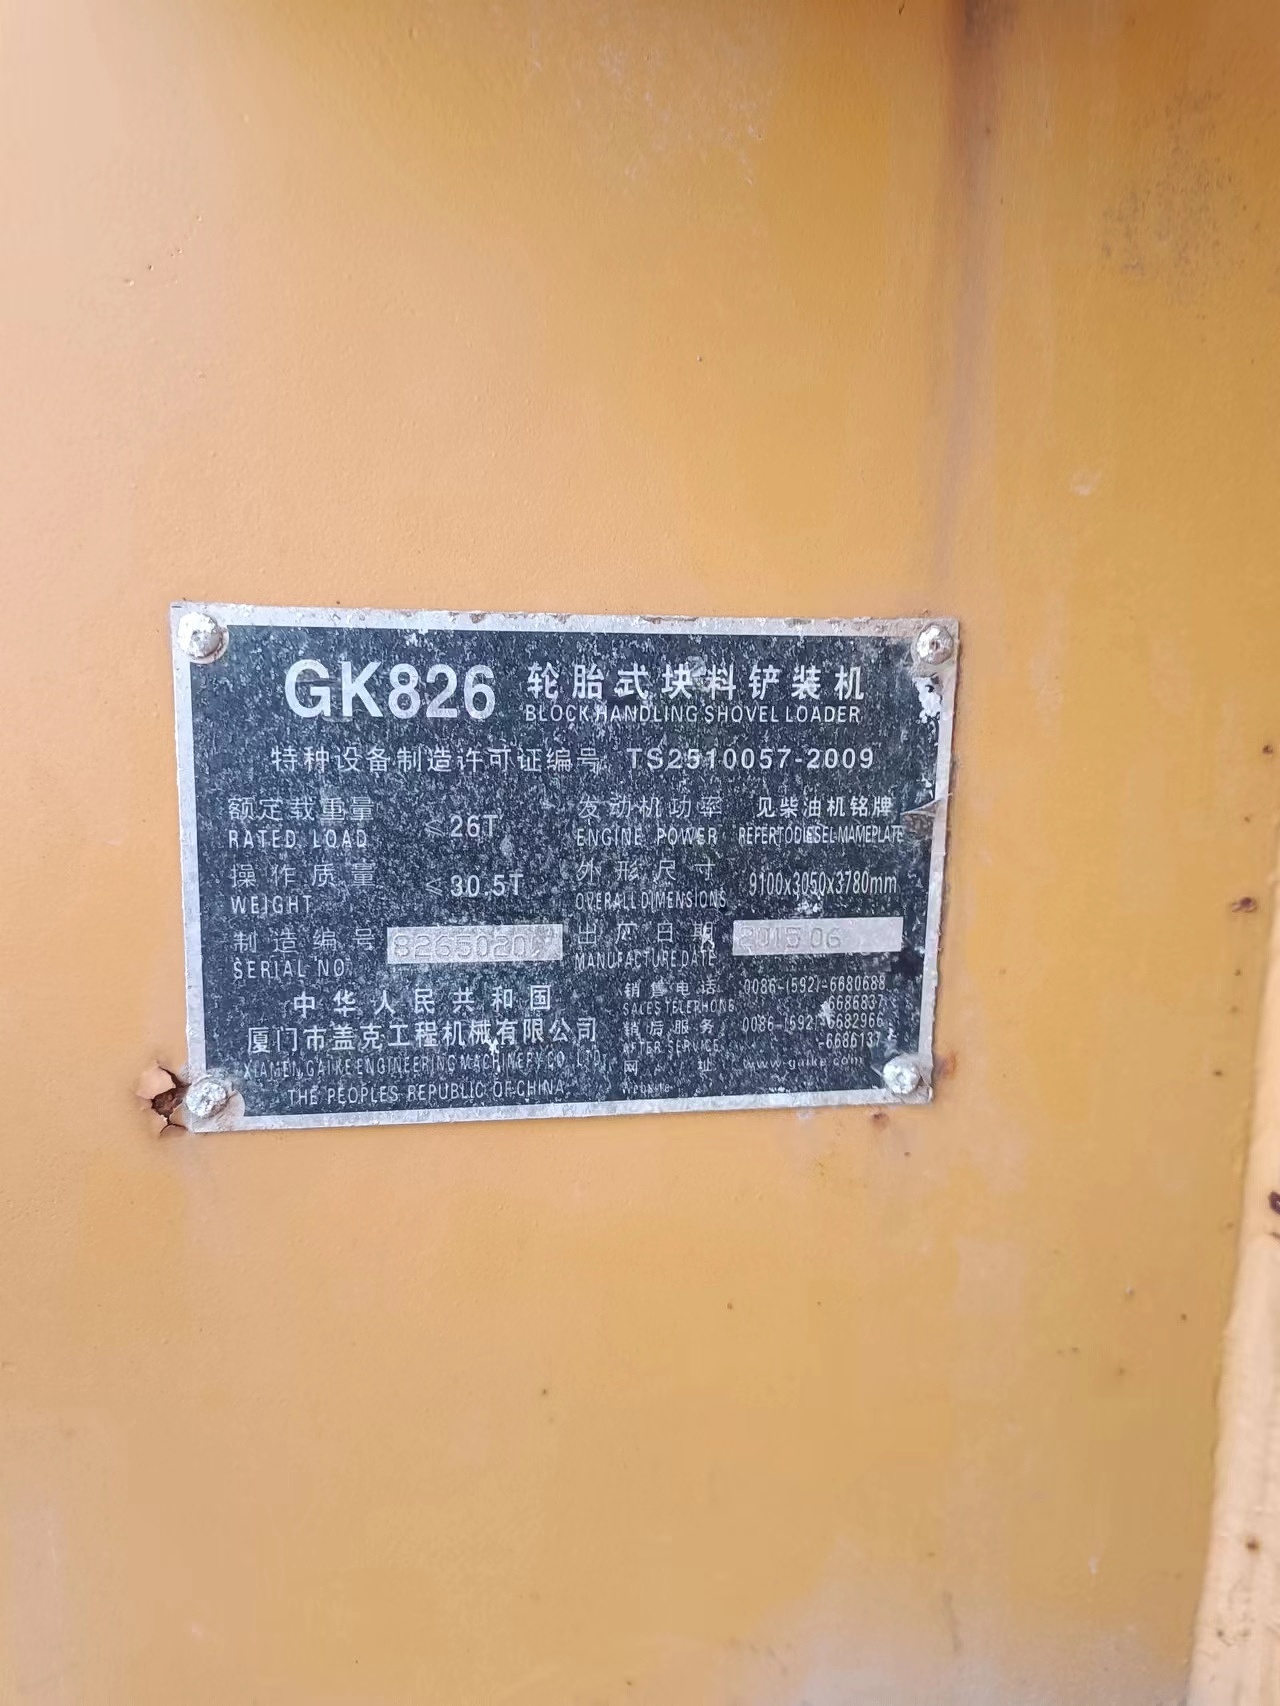 GK826 轮胎式块料铲装机
BLOCK HANDLING SHOVEL LOADER
特种设备制造许可证编号 TS2510057-2009
额定载重量 ≤26T 发动机功率 见柴油机铭牌
RATED LOAD ENGINE POWER REFERTODIESEL MAMEPLATE
操作质量 ≤30.5T 外形尺寸 9100x3050x3780mm
WEIGHT OVERALL DIMENSIONS
制造编号 8265020 出厂日期 2015 06
SERIAL NO. MANUFACTURE DATE
中华人民共和国
厦门市盖克工程机械有限公司
XIAMEN GAIKE ENGINEERING MACHINERY CO., LTD.
THE PEOPLES REPUBLIC OF CHINA
销售电话 0086-(592)-6680688
SALES TELEPHONE -6686837
售后服务 0086-(592)-6682966
AFTER SERVICE -6686137
网址 www.gaike.com
Website